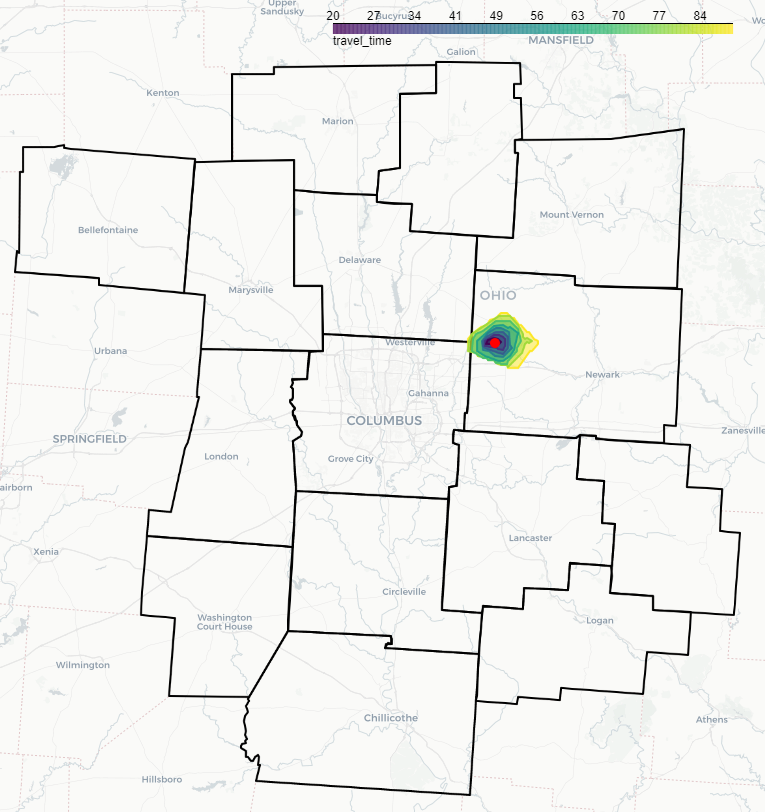 Upper
Sandusky
Bucyrus
20 27 34 41 49 56 63 70 77 84
travel_time
MANSFIELD
Galion
Kenton
Marion
Mount Vernon
Bellefontaine
Delaware
Marysville
OHIO
Westerville
Urbana
Newark
Gahanna
COLUMBUS
SPRINGFIELD
Zanesville
London
Grove City
airborn
Lancaster
Xenia
Circleville
Washington
Court House
Logan
Wilmington
Chillicothe
Athens
Hillsboro